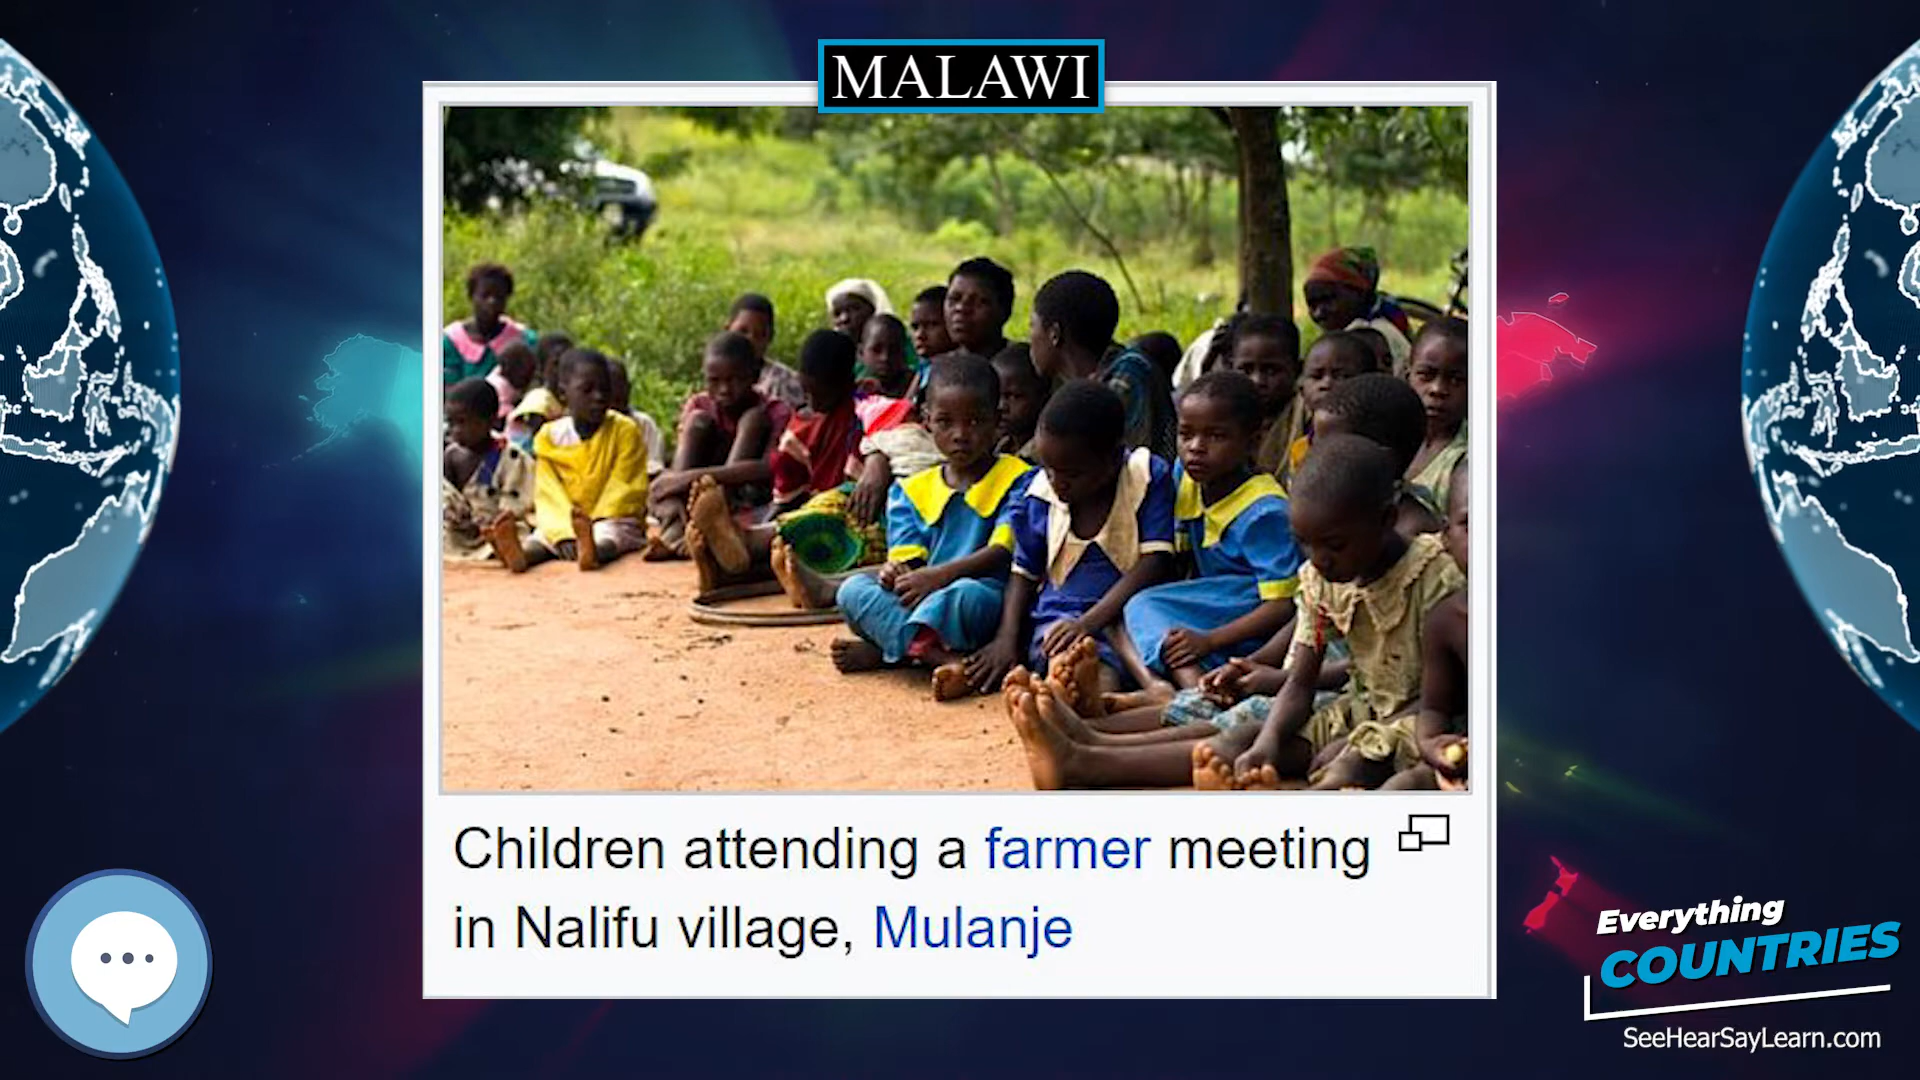 MALAWI
Children attending a farmer meeting
in Nalifu village, Mulanje
Everything
COUNTRIES
SeeHearSayLearn.com